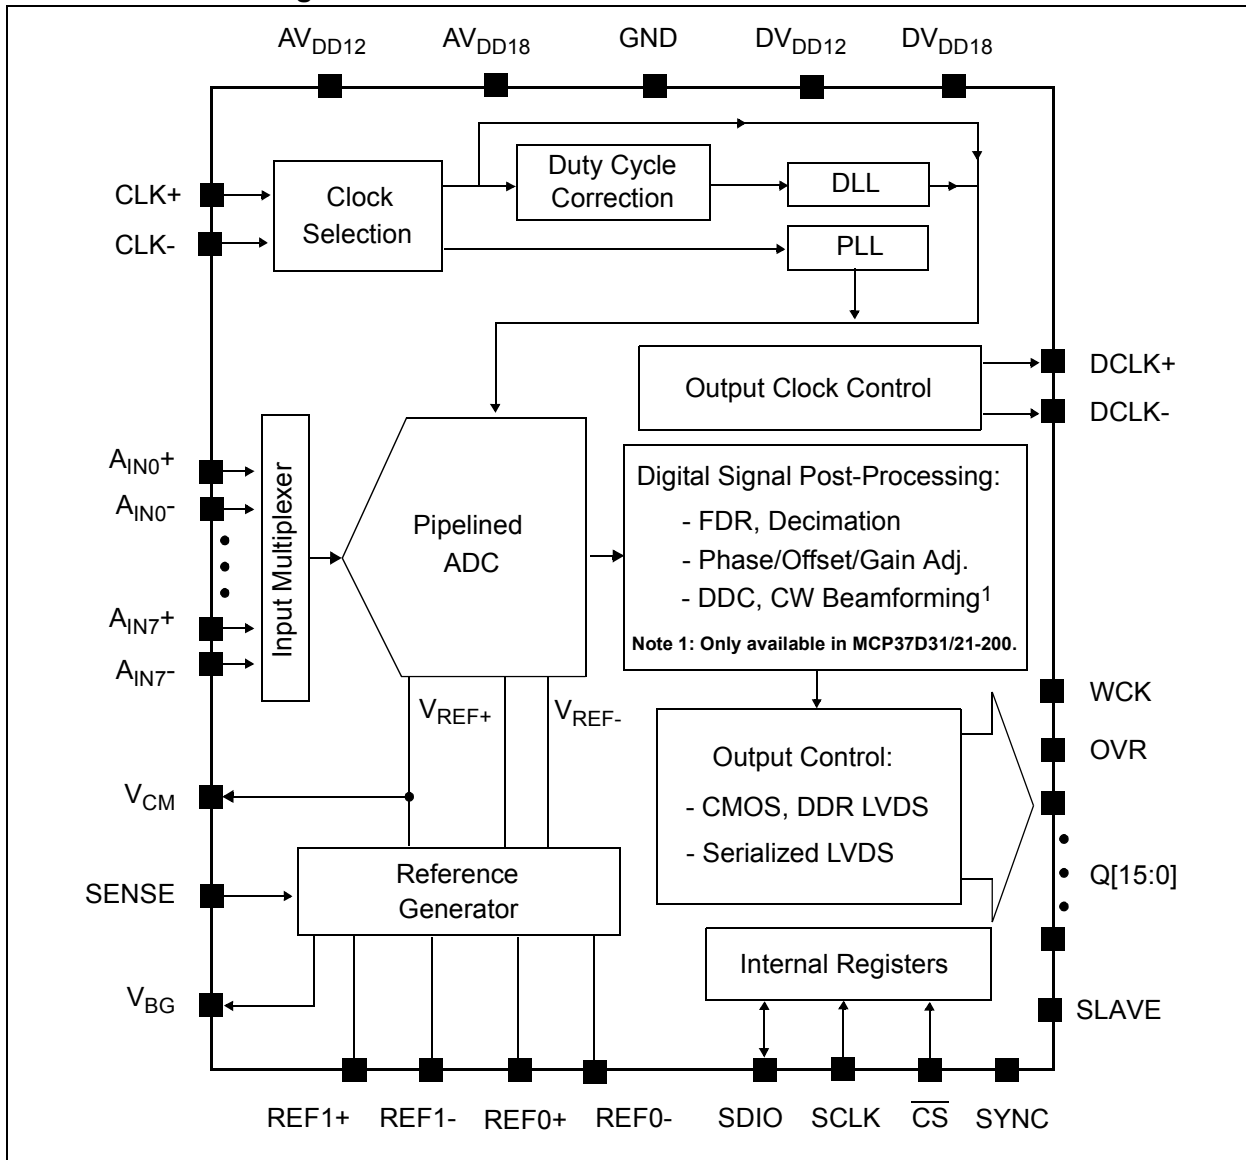 AVDD12 AVDD18 GND DVDD12 DVDD18
CLK+
CLK-
Clock
Selection
Duty Cycle
Correction
DLL
PLL
Output Clock Control
DCLK+
DCLK-
AIN0+
AIN0-
AIN7+
AIN7-
Input Multiplexer
Pipelined
ADC
Digital Signal Post-Processing:
- FDR, Decimation
- Phase/Offset/Gain Adj.
- DDC, CW Beamforming1
Note 1: Only available in MCP37D31/21-200.
VREF+
VREF-
Output Control:
- CMOS, DDR LVDS
- Serialized LVDS
WCK
OVR
Q[15:0]
SLAVE
VCM
SENSE
VBG
Reference
Generator
Internal Registers
REF1+ REF1- REF0+ REF0- SDIO SCLK CS SYNC